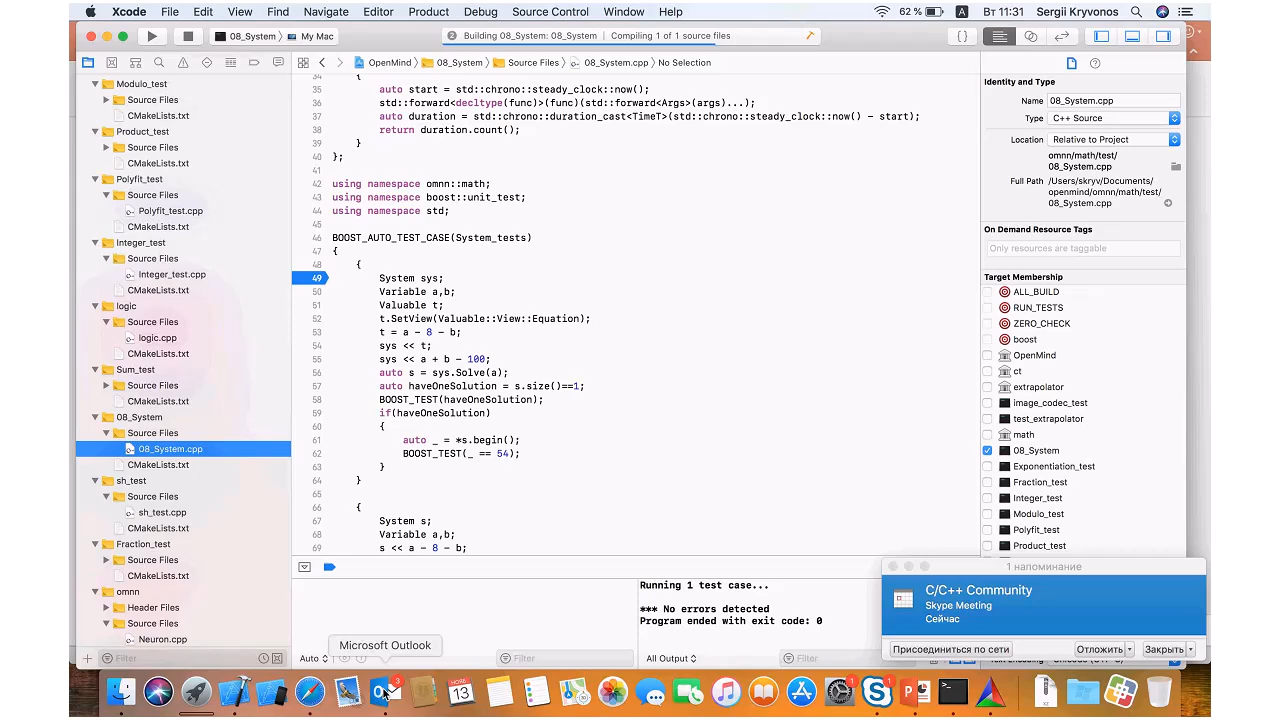 Xcode File Edit View Find Navigate Editor Product Debug Source Control Window Help 62 % A Вт 11:31 Sergii Kryvonos
08_System My Mac 2 Building 08_System: 08_System Compiling 1 of 1 source files
OpenMind 08_System Source Files 08_System.cpp No Selection
Modulo_test
Source Files
CMakeLists.txt
Product_test
Source Files
CMakeLists.txt
Polyfit_test
Source Files
Polyfit_test.cpp
CMakeLists.txt
Integer_test
Source Files
Integer_test.cpp
CMakeLists.txt
logic
Source Files
logic.cpp
CMakeLists.txt
Sum_test
Source Files
CMakeLists.txt
08_System
Source Files
08_System.cpp
CMakeLists.txt
sh_test
Source Files
sh_test.cpp
CMakeLists.txt
Fraction_test
Source Files
CMakeLists.txt
omnn
Header Files
Source Files
Neuron.cpp
Filter
34 {
35 auto start = std::chrono::steady_clock::now();
36 std::forward<decltype(func)>(func)(std::forward<Args>(args)...);
37 auto duration = std::chrono::duration_cast<TimeT>(std::chrono::steady_clock::now() - start);
38 return duration.count();
39 }
40 };
41
42 using namespace omnn::math;
43 using namespace boost::unit_test;
44 using namespace std;
45
46 BOOST_AUTO_TEST_CASE(System_tests)
47 {
48 {
49 System sys;
50 Variable a,b;
51 Valuable t;
52 t.SetView(Valuable::View::Equation);
53 t = a - 8 - b;
54 sys << t;
55 sys << a + b - 100;
56 auto s = sys.Solve(a);
57 auto haveOneSolution = s.size()==1;
58 BOOST_TEST(haveOneSolution);
59 if(haveOneSolution)
60 {
61 auto _ = *s.begin();
62 BOOST_TEST(_ == 54);
63 }
64 }
65
66 {
67 System s;
68 Variable a,b;
69 s << a - 8 - b;
Running 1 test case...
*** No errors detected
Program ended with exit code: 0
Auto Filter All Output Filter
Microsoft Outlook
Identity and Type
Name 08_System.cpp
Type C++ Source
Location Relative to Project
omnn/math/test/
08_System.cpp
Full Path /Users/skryv/Documents/
openmind/omnn/math/test/
08_System.cpp
On Demand Resource Tags
Only resources are taggable
Target Membership
ALL_BUILD
RUN_TESTS
ZERO_CHECK
boost
OpenMind
ct
extrapolator
image_codec_test
test_extrapolator
math
08_System
Exponentiation_test
Fraction_test
Integer_test
Modulo_test
Polyfit_test
Product_test
1 напоминание
C/C++ Community
Skype Meeting
Сейчас
Присоединиться по сети Отложить Закрыть
3
НОЯБ.
13
1
1